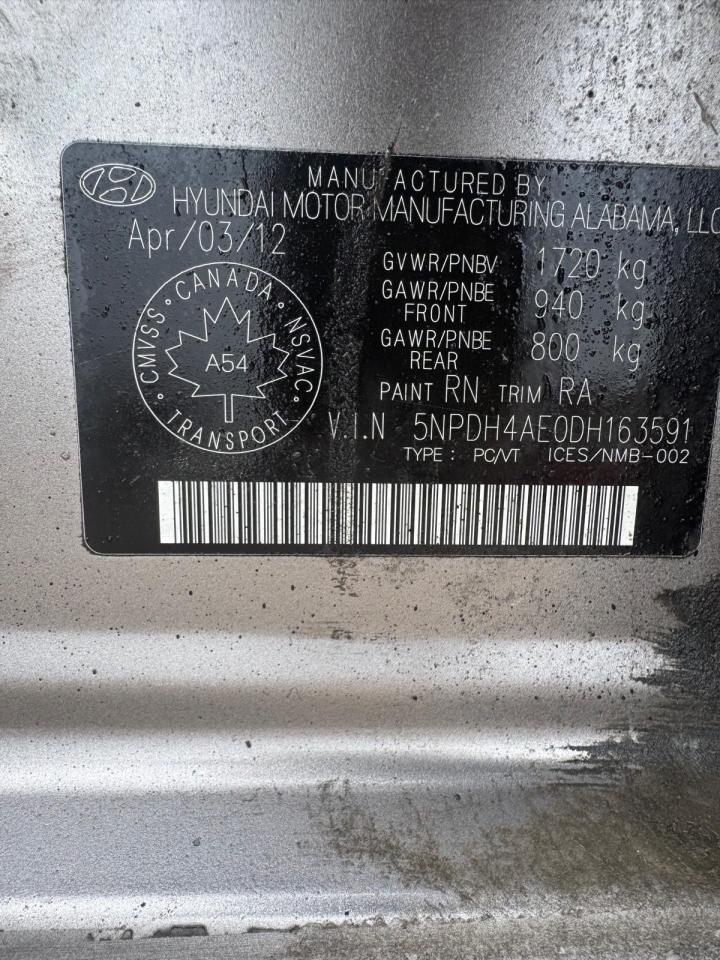 MANUFACTURED BY
HYUNDAI MOTOR MANUFACTURING ALABAMA, LLC
Apr/03/12
GVWR/PNBV 1720 kg
GAWR/PNBE FRONT 940 kg
GAWR/PNBE REAR 800 kg
CMVSS • CANADA • NSVAC • TRANSPORT •
A54
PAINT RN TRIM RA
V.I.N 5NPDH4AE0DH163591
TYPE: PC/VT ICES/NMB-002